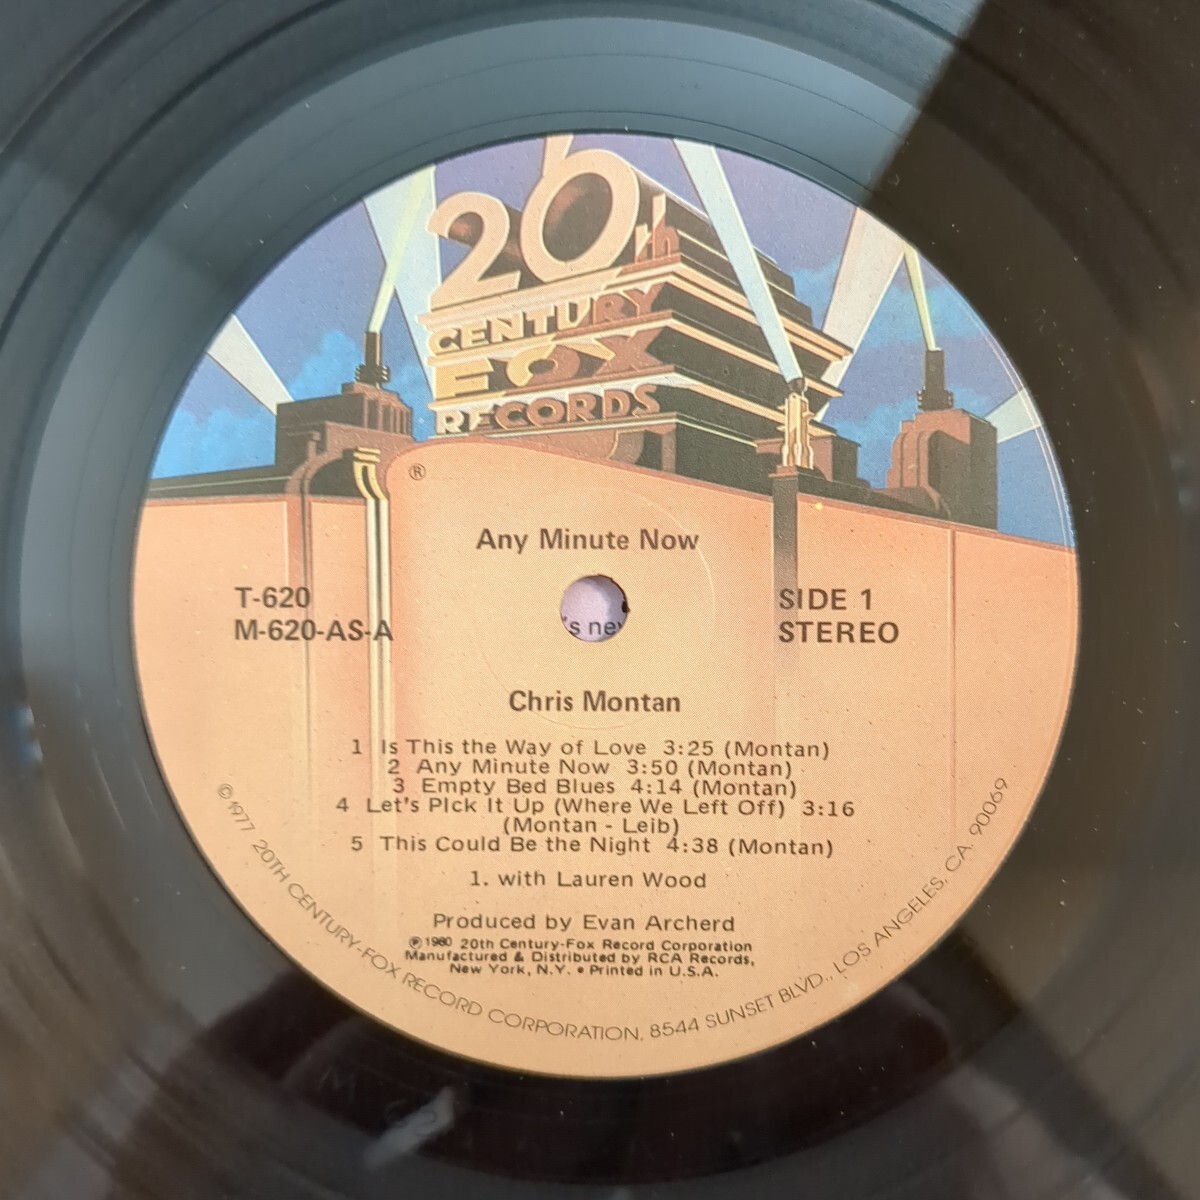 20th
CENTURY
FOX
RECORDS
®
Any Minute Now
T-620
M-620-AS-A
SIDE 1
STEREO
's ne
Chris Montan
1 Is This the Way of Love 3:25 (Montan)
2 Any Minute Now 3:50 (Montan)
3 Empty Bed Blues 4:14 (Montan)
4 Let's PIck It Up (Where We Left Off) 3:16
(Montan - Leib)
5 This Could Be the Night 4:38 (Montan)
1. with Lauren Wood
Produced by Evan Archerd
℗ 1980 20th Century-Fox Record Corporation
Manufactured & Distributed by RCA Records,
New York, N.Y. • Printed in U.S.A.
© 1977 20TH CENTURY-FOX RECORD CORPORATION, 8544 SUNSET BLVD., LOS ANGELES, CA. 90069